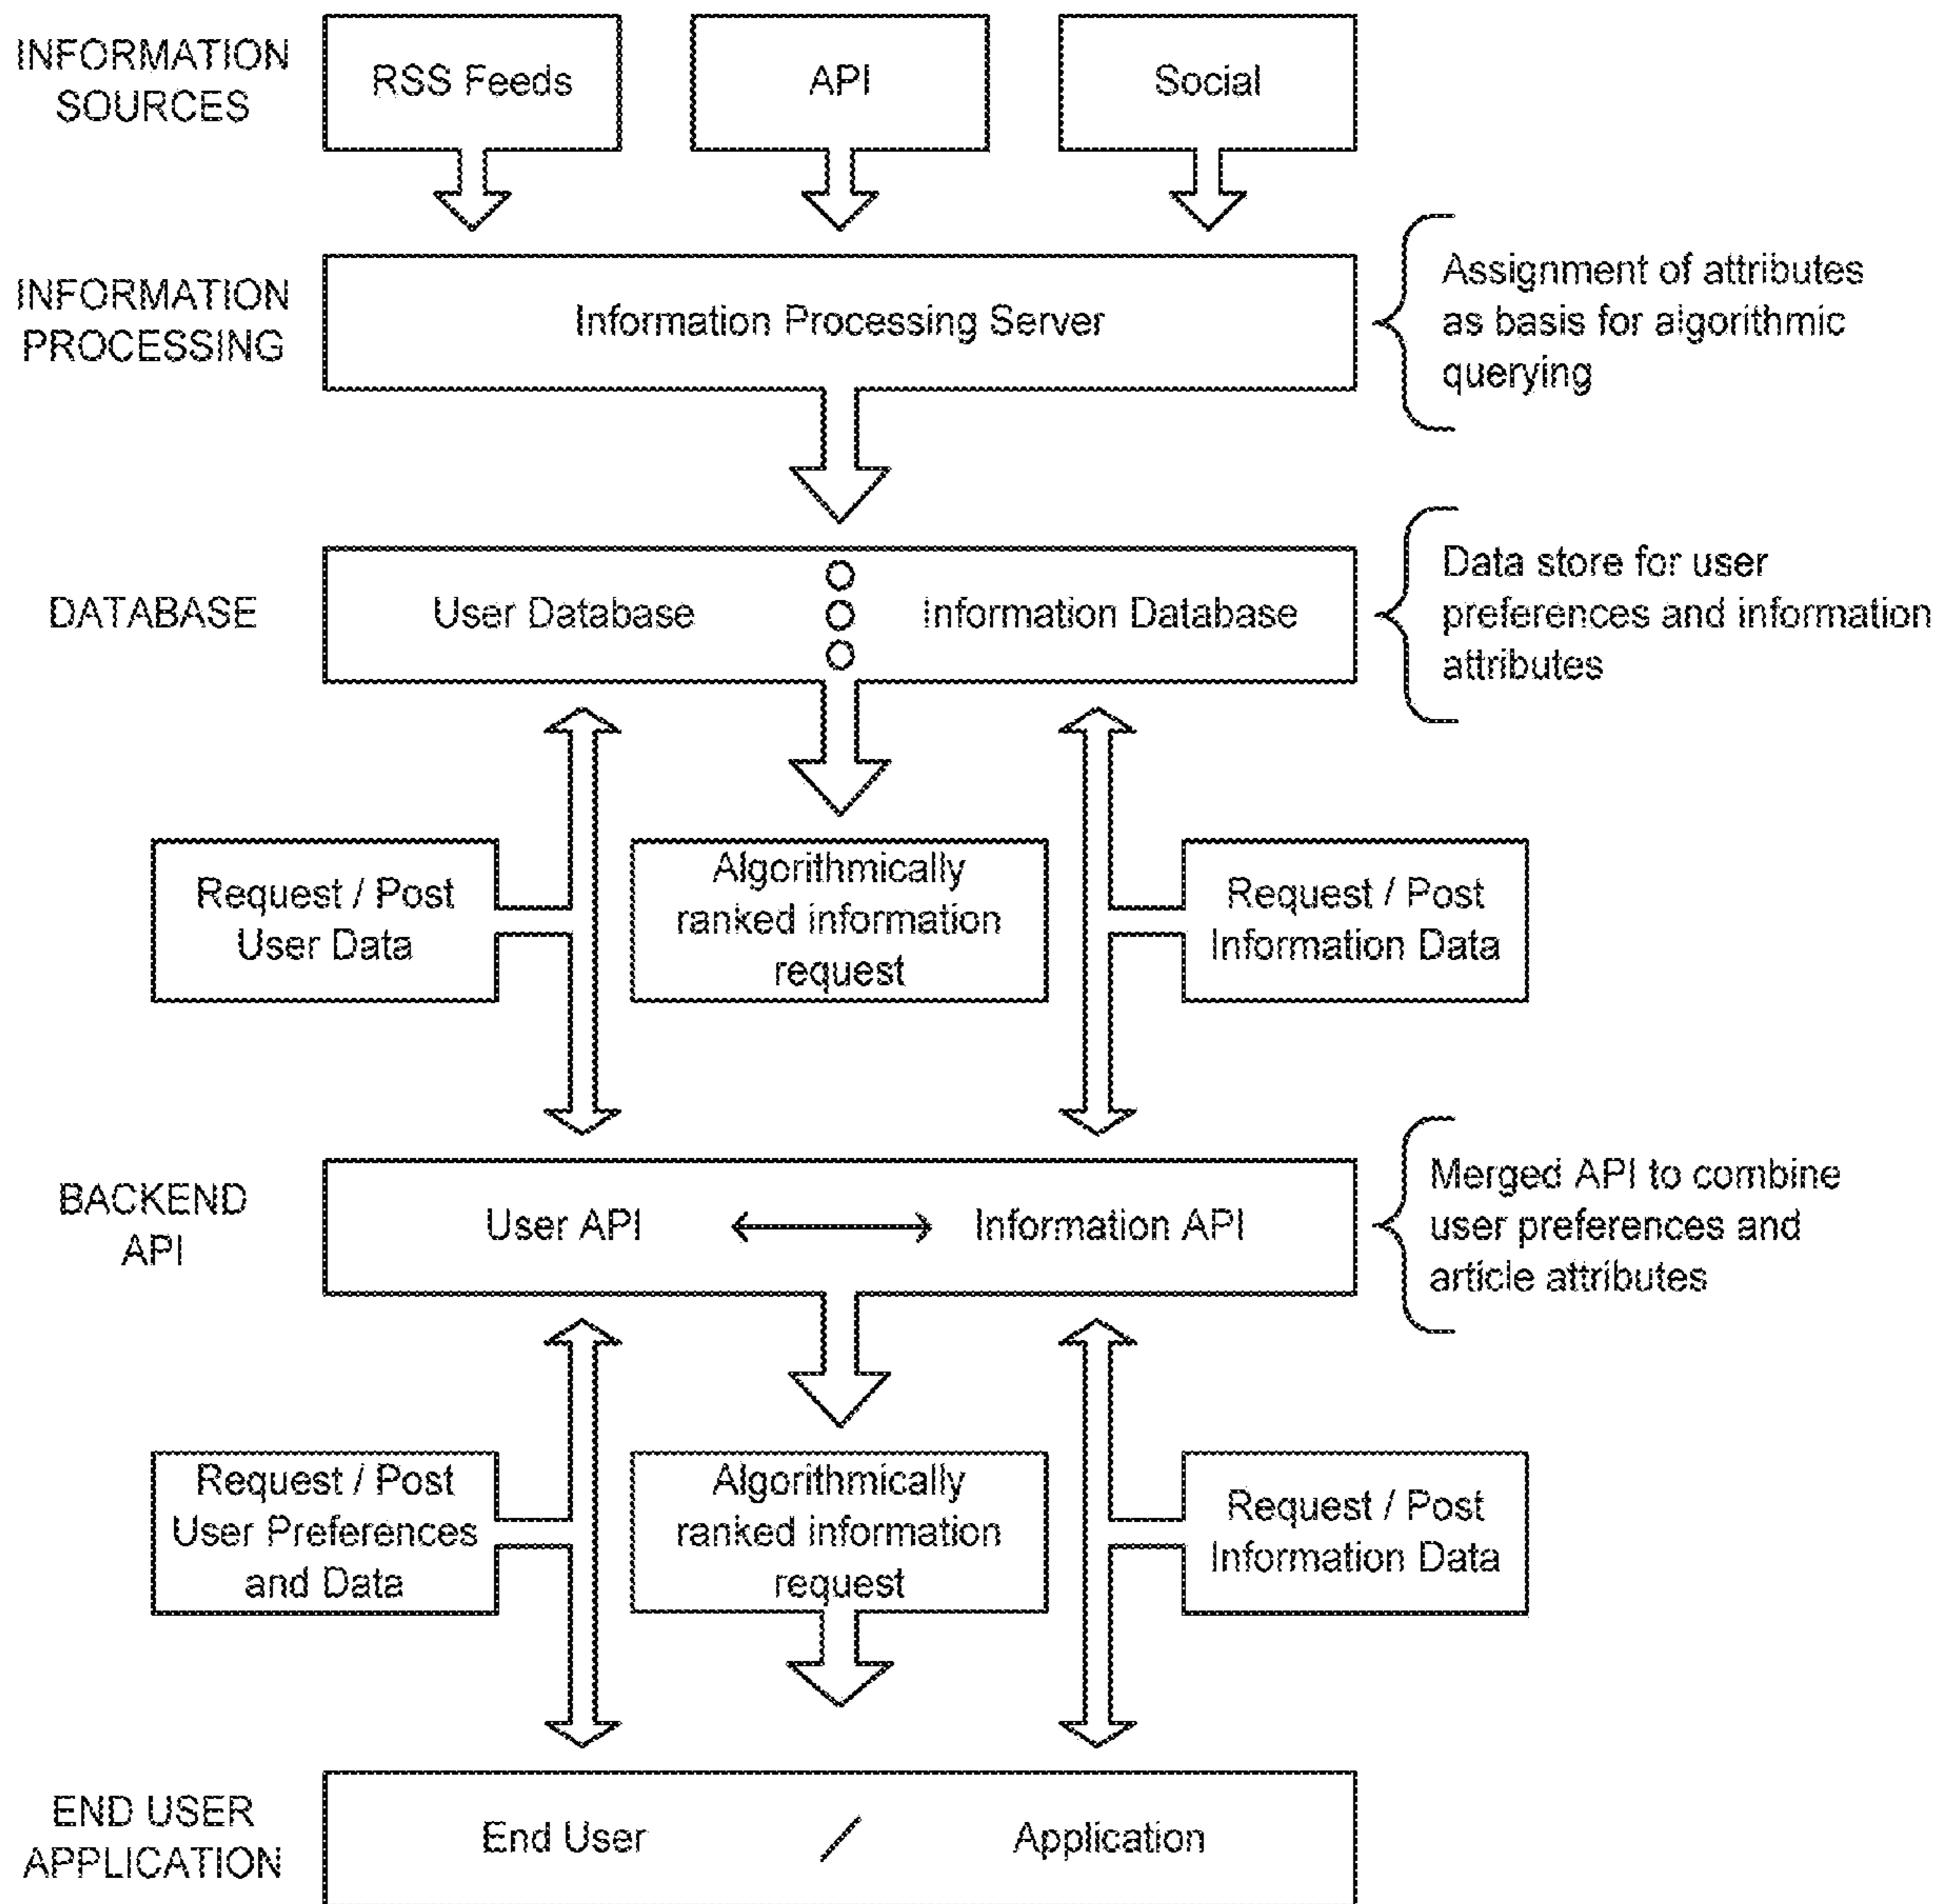 INFORMATION
SOURCES
RSS Feeds
API
Social
INFORMATION
PROCESSING
Information Processing Server
Assignment of attributes
as basis for algorithmic
querying
DATABASE
User Database
Information Database
Data store for user
preferences and information
attributes
Request / Post
User Data
Algorithmically
ranked information
request
Request / Post
Information Data
BACKEND
API
User API
Information API
Merged API to combine
user preferences and
article attributes
Request / Post
User Preferences
and Data
Algorithmically
ranked information
request
Request / Post
Information Data
END USER
APPLICATION
End User / Application